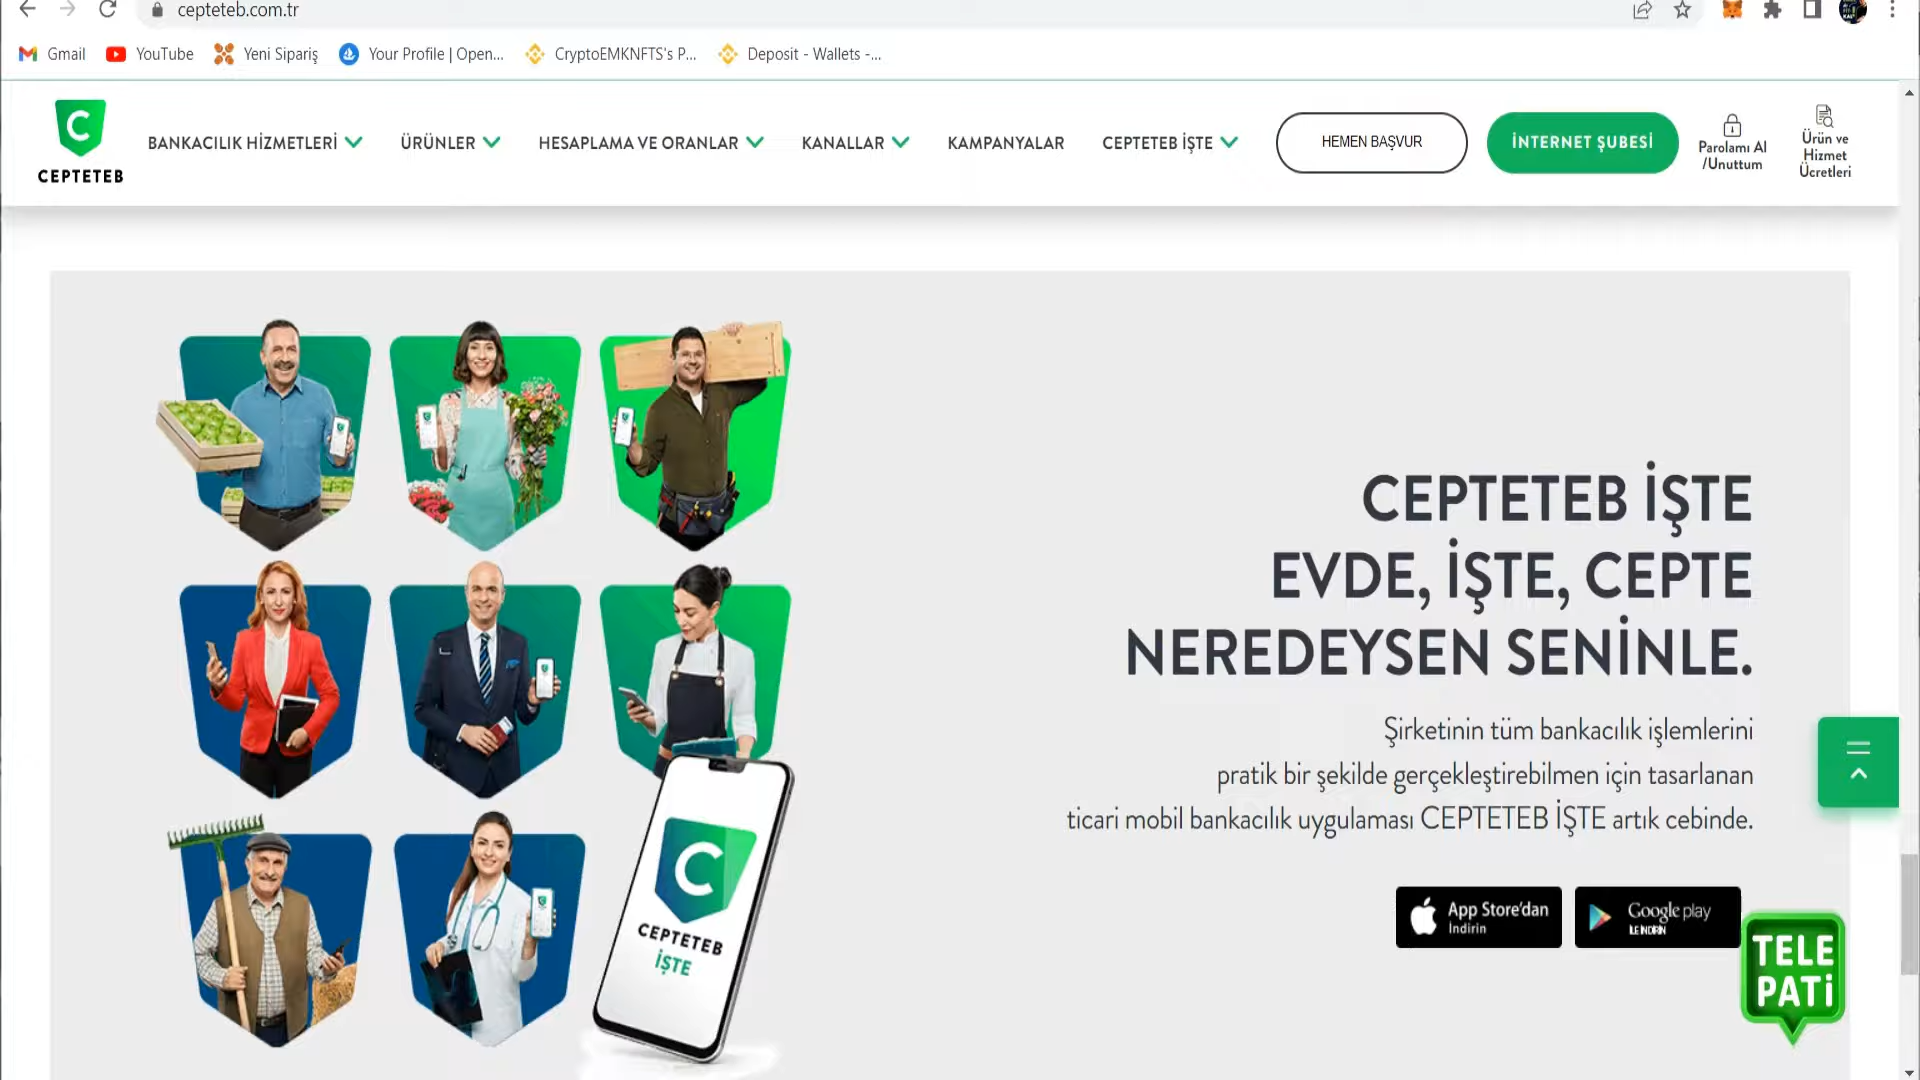 cepteteb.com.tr
Gmail
YouTube
Yeni Sipariş
Your Profile | Open...
CryptoEMKNFTS's P...
Deposit - Wallets -...
C
CEPTETEB
BANKACILIK HİZMETLERİ
ÜRÜNLER
HESAPLAMA VE ORANLAR
KANALLAR
KAMPANYALAR
CEPTETEB İŞTE
HEMEN BAŞVUR
İNTERNET ŞUBESİ
Parolamı Al
/Unuttum
Ürün ve
Hizmet
Ücretleri
CEPTETEB İŞTE
EVDE, İŞTE, CEPTE
NEREDEYSEN SENİNLE.
Şirketinin tüm bankacılık işlemlerini
pratik bir şekilde gerçekleştirebilmen için tasarlanan
ticari mobil bankacılık uygulaması CEPTETEB İŞTE artık cebinde.
App Store'dan
İndirin
Google play
İLE İNDİRİN
C
CEPTETEB
İŞTE
TELE
PATİ